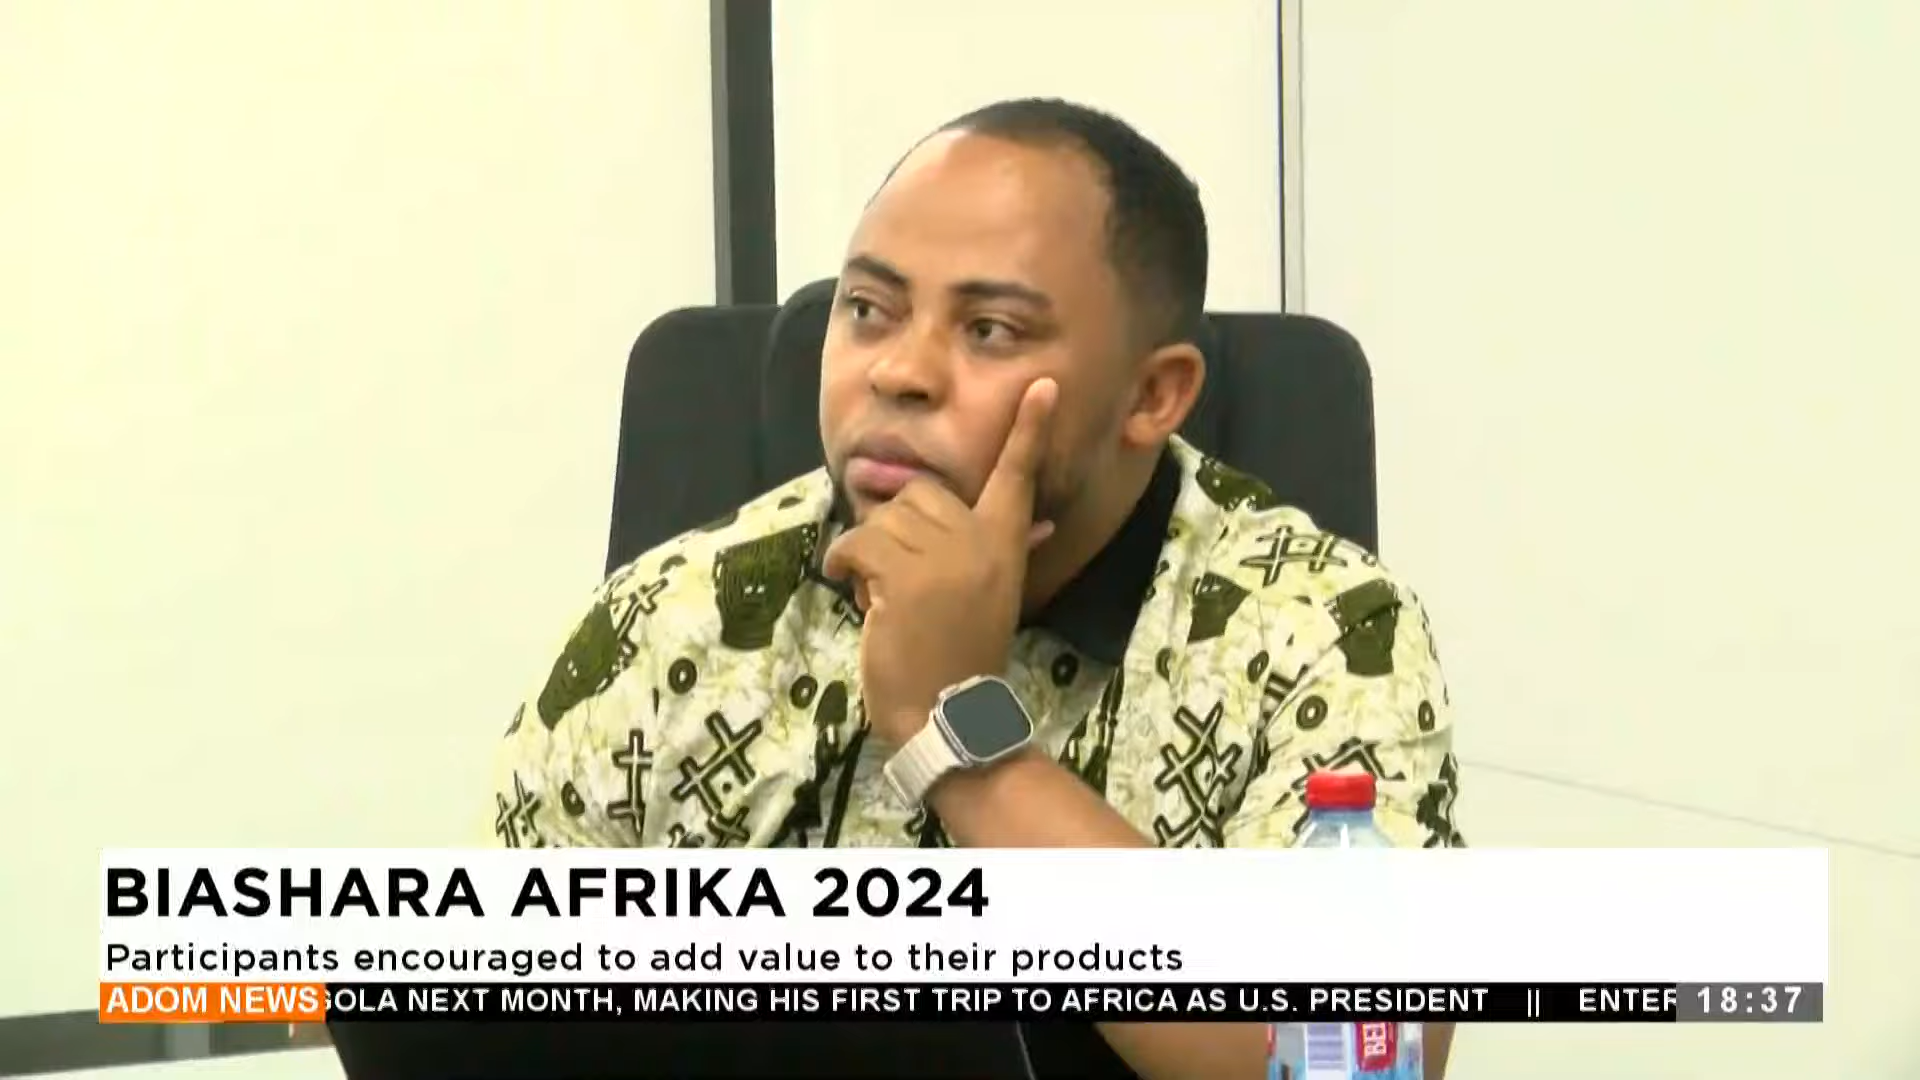 BIASHARA AFRIKA 2024
Participants encouraged to add value to their products
ADOM NEWS
OLA NEXT MONTH, MAKING HIS FIRST TRIP TO AFRICA AS U.S. PRESIDENT || ENTER
18:37